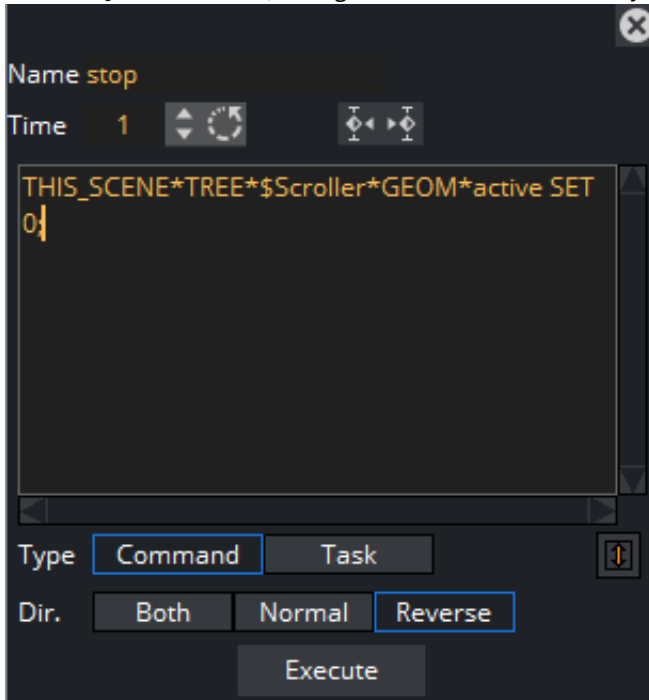 Name stop
Time 1
THIS_SCENE*TREE*$Scroller*GEOM*active SET
0;
Type Command Task
Dir. Both Normal Reverse
Execute